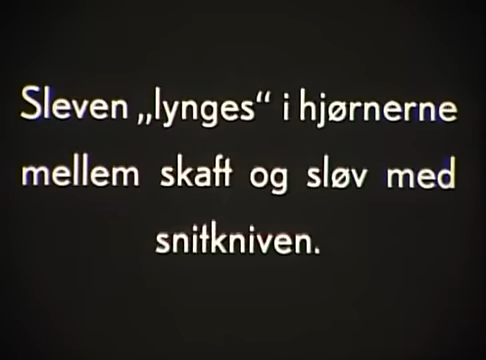 Sleven „lynges“ i hjørnerne
mellem skaft og sløv med
snitkniven.